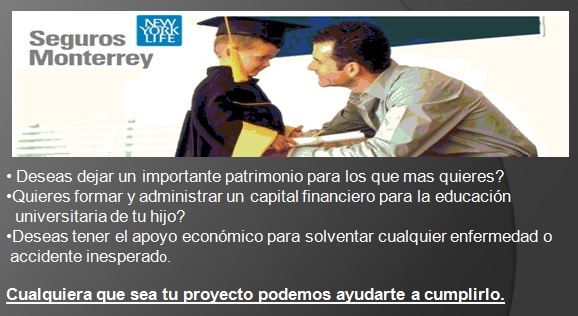 Seguros
Monterrey
NEW
YORK
LIFE
• Deseas dejar un importante patrimonio para los que mas quieres?
•Quieres formar y administrar un capital financiero para la educación
universitaria de tu hijo?
•Deseas tener el apoyo económico para solventar cualquier enfermedad o
accidente inesperado.
Cualquiera que sea tu proyecto podemos ayudarte a cumplirlo.